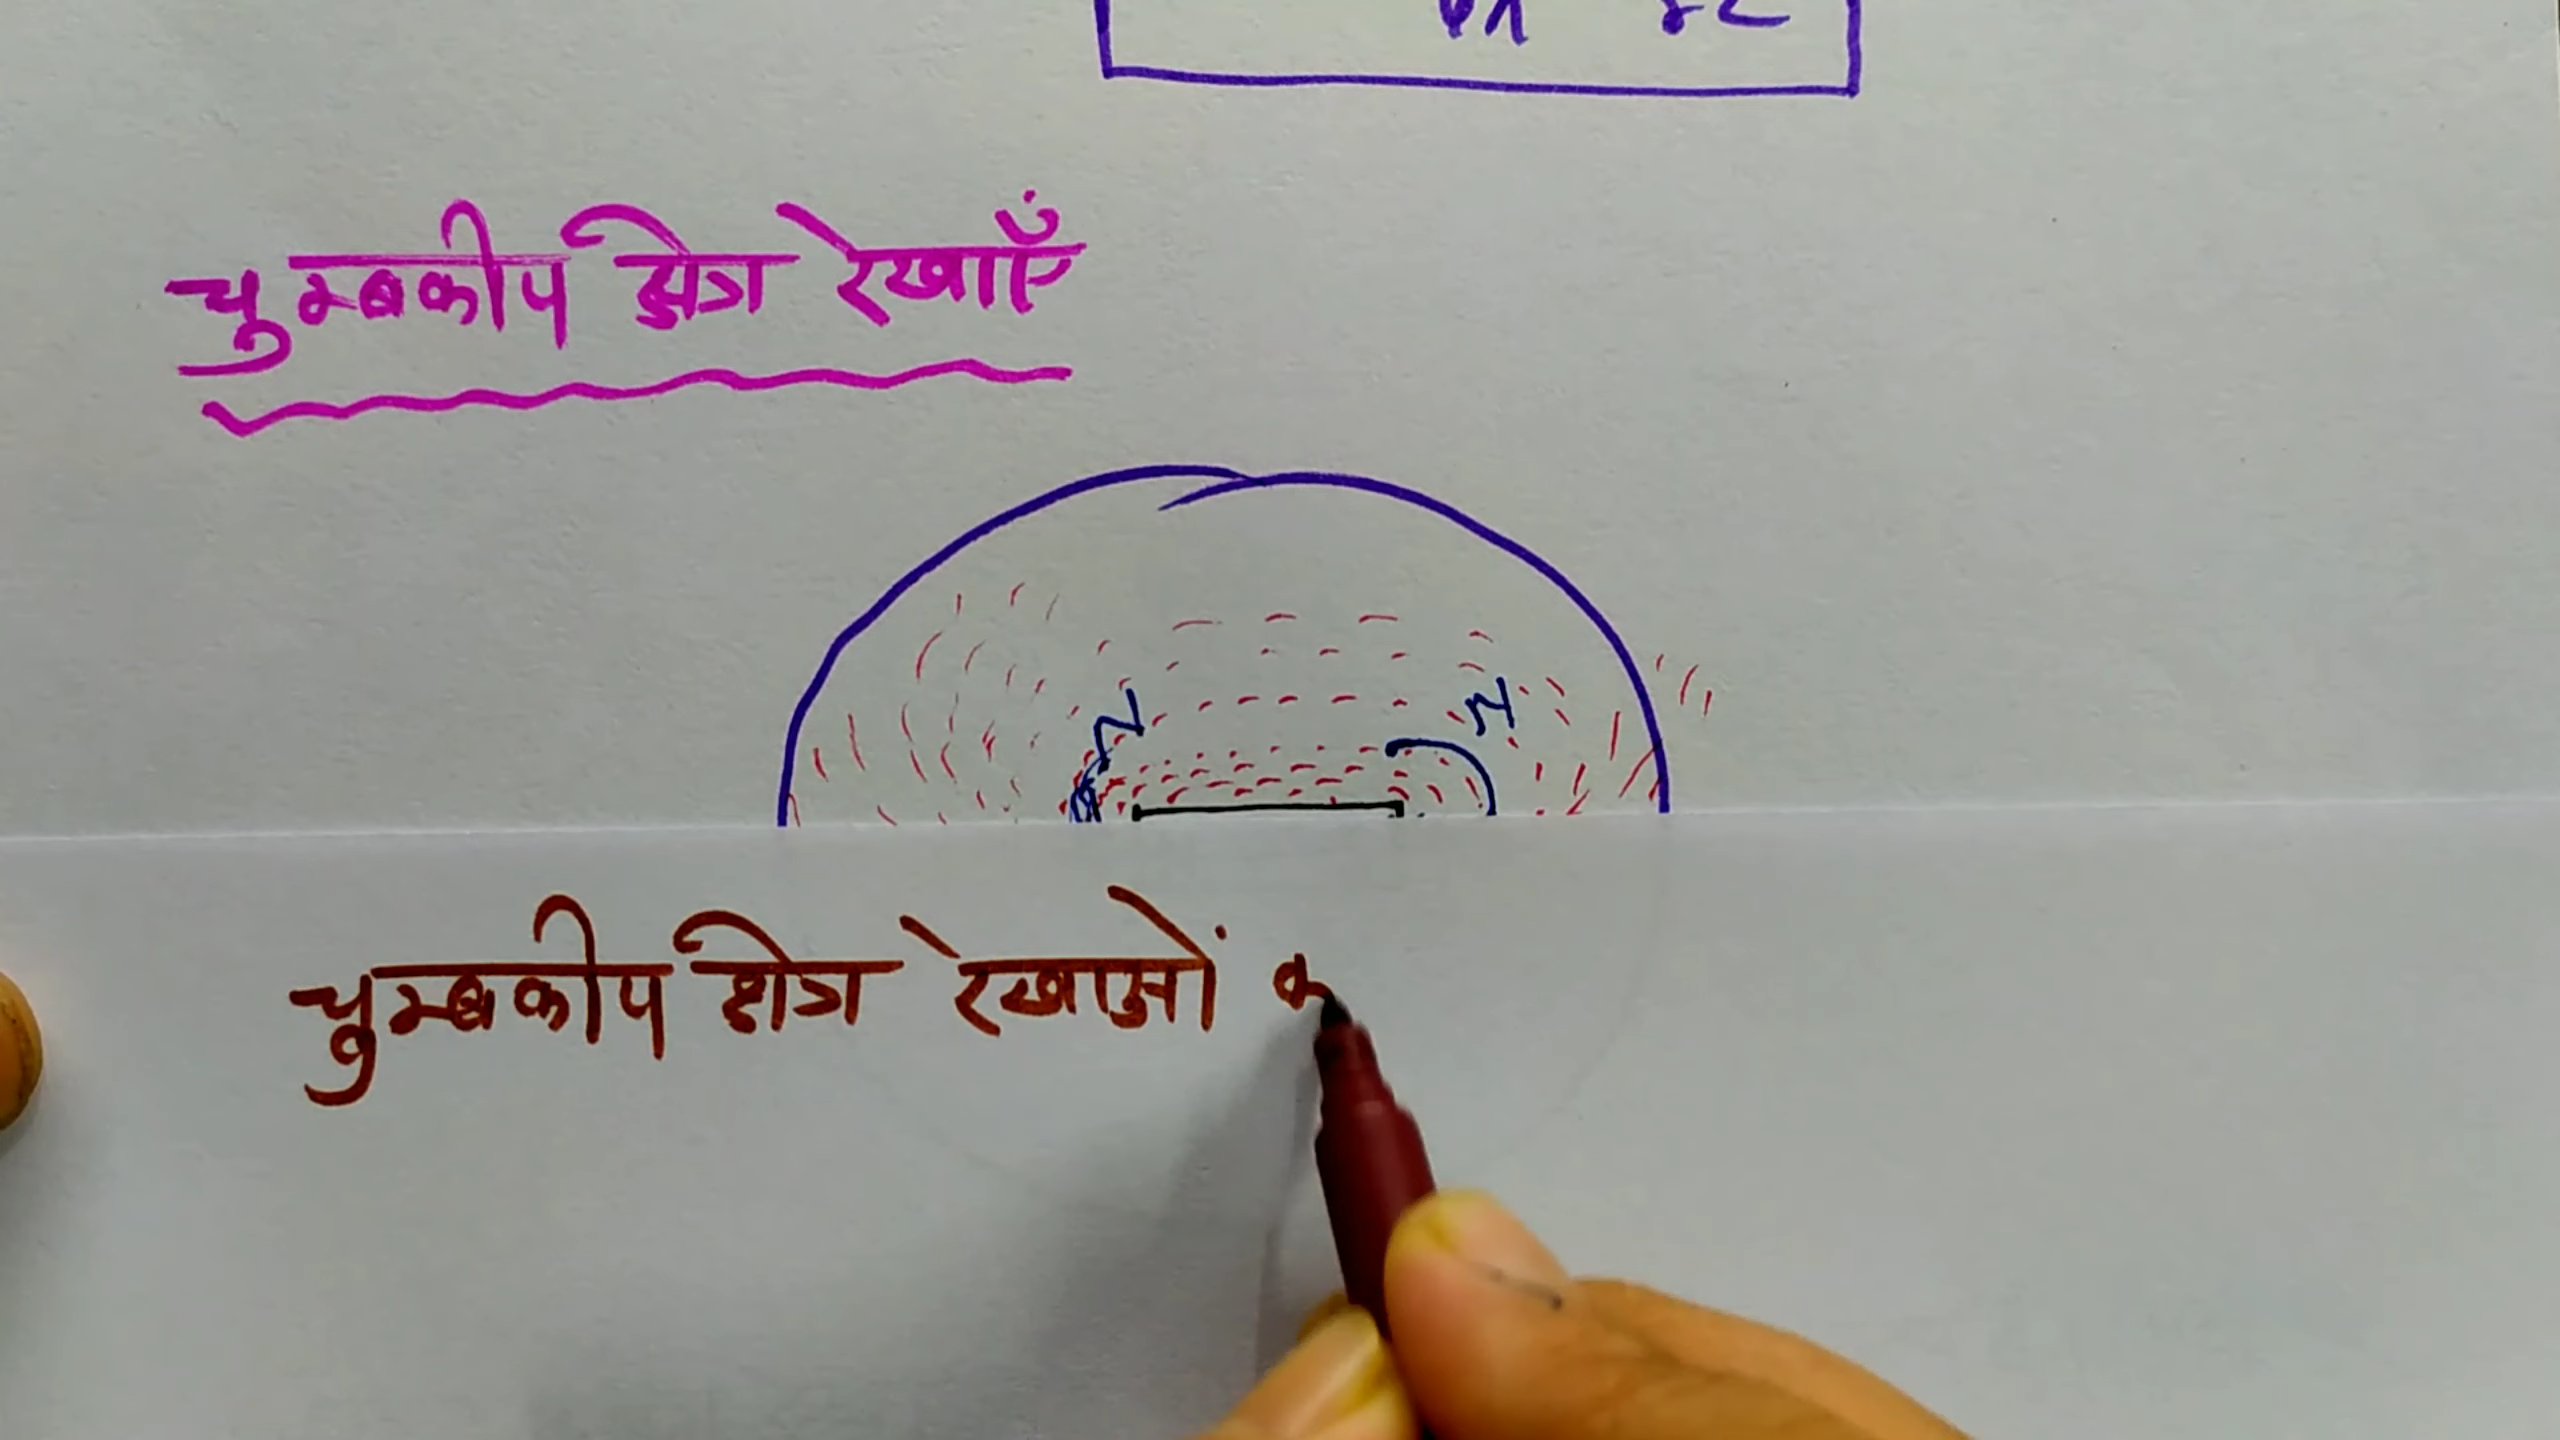 चुम्बकीय क्षेत्र रेखाएँ
N
चुम्बकीय क्षेत्र रेखाओं